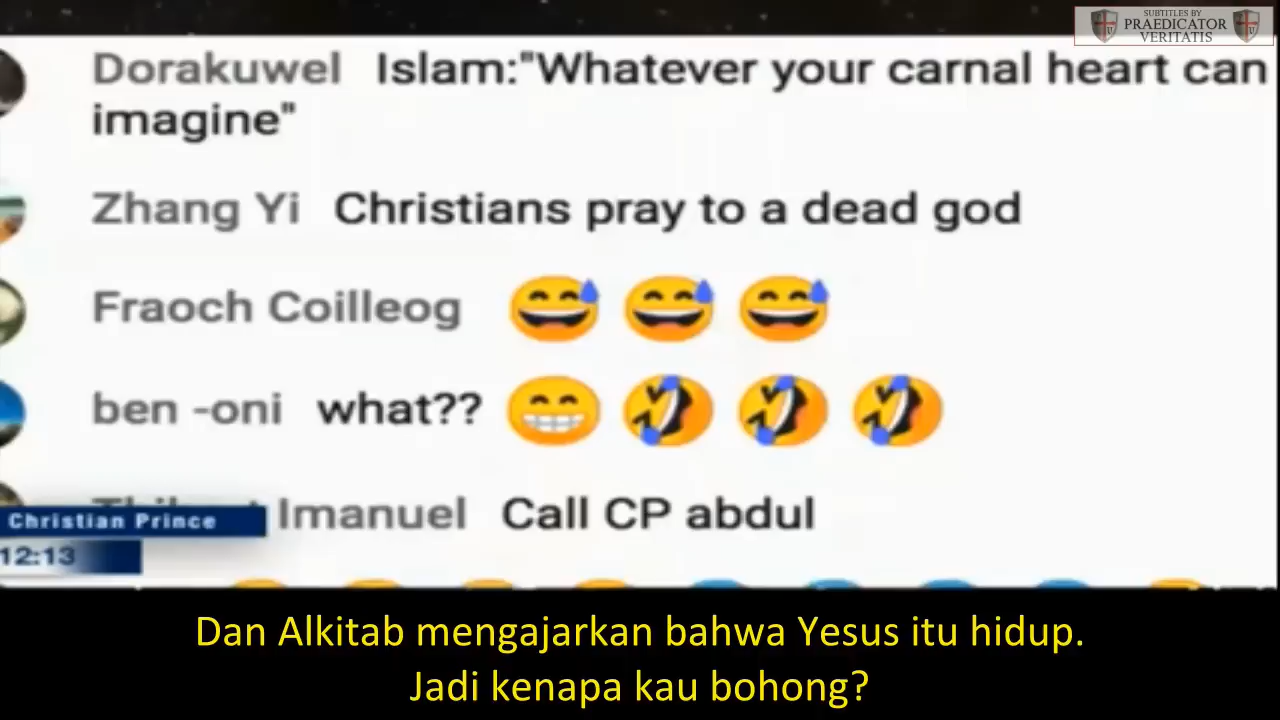 SUBTITLES BY
PRAEDICATOR
VERITATIS
Dorakuwel Islam:"Whatever your carnal heart can
imagine"
Zhang Yi Christians pray to a dead god
Fraoch Coilleog 😅 😅 😅
ben -oni what?? 😁 🤣 🤣 🤣
Imanuel Call CP abdul
Christian Prince
12:13
Dan Alkitab mengajarkan bahwa Yesus itu hidup.
Jadi kenapa kau bohong?